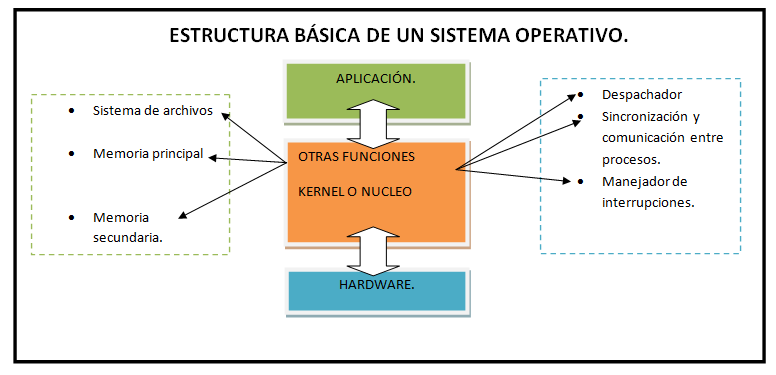 ESTRUCTURA BÁSICA DE UN SISTEMA OPERATIVO.
APLICACIÓN.
• Sistema de archivos
• Memoria principal
• Memoria
secundaria.
OTRAS FUNCIONES
KERNEL O NUCLEO
• Despachador
• Sincronización y
comunicación entre
procesos.
• Manejador de
interrupciones.
HARDWARE.